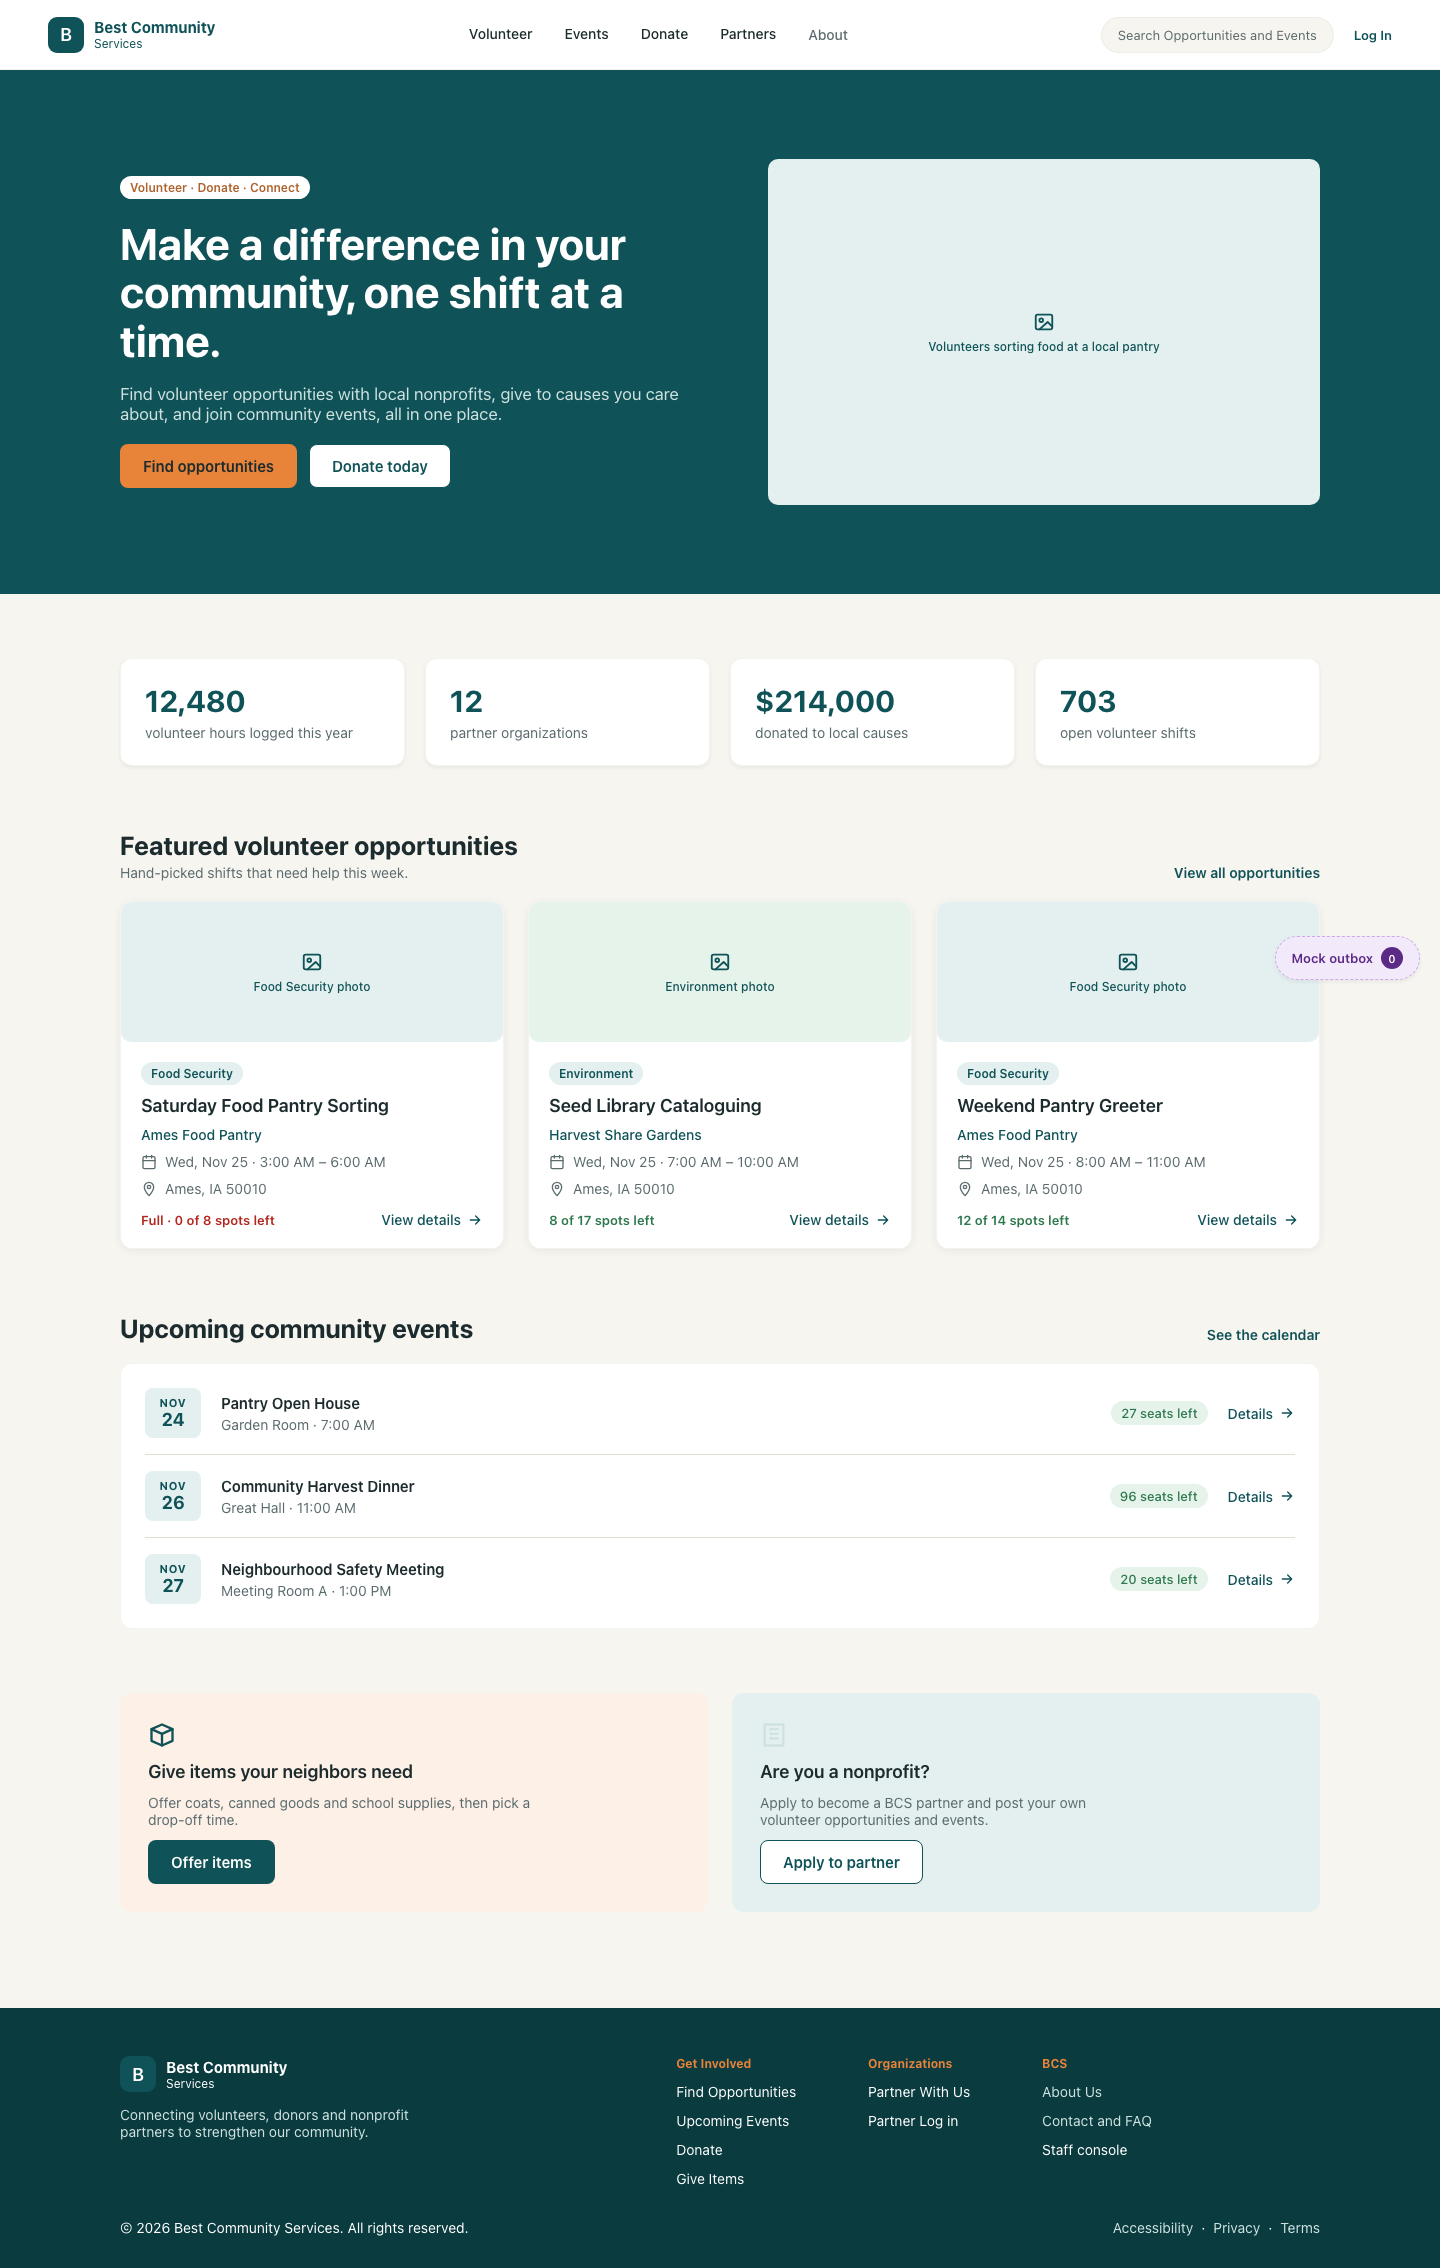 B
Best Community
Services
Volunteer
Events
Donate
Partners
About
Search Opportunities and Events
Log In
Volunteer · Donate · Connect
Make a difference in your
community, one shift at a
time.
Find volunteer opportunities with local nonprofits, give to causes you care
about, and join community events, all in one place.
Find opportunities
Donate today
Volunteers sorting food at a local pantry
12,480
volunteer hours logged this year
12
partner organizations
$214,000
donated to local causes
703
open volunteer shifts
Featured volunteer opportunities
Hand-picked shifts that need help this week.
View all opportunities
Food Security photo
Food Security
Saturday Food Pantry Sorting
Ames Food Pantry
Wed, Nov 25 · 3:00 AM – 6:00 AM
Ames, IA 50010
Full · 0 of 8 spots left
View details →
Environment photo
Environment
Seed Library Cataloguing
Harvest Share Gardens
Wed, Nov 25 · 7:00 AM – 10:00 AM
Ames, IA 50010
8 of 17 spots left
View details →
Food Security photo
Food Security
Weekend Pantry Greeter
Ames Food Pantry
Wed, Nov 25 · 8:00 AM – 11:00 AM
Ames, IA 50010
12 of 14 spots left
View details →
Mock outbox 0
Upcoming community events
See the calendar
NOV
24
Pantry Open House
Garden Room · 7:00 AM
27 seats left
Details →
NOV
26
Community Harvest Dinner
Great Hall · 11:00 AM
96 seats left
Details →
NOV
27
Neighbourhood Safety Meeting
Meeting Room A · 1:00 PM
20 seats left
Details →
Give items your neighbors need
Offer coats, canned goods and school supplies, then pick a
drop-off time.
Offer items
Are you a nonprofit?
Apply to become a BCS partner and post your own
volunteer opportunities and events.
Apply to partner
B
Best Community
Services
Connecting volunteers, donors and nonprofit
partners to strengthen our community.
Get Involved
Find Opportunities
Upcoming Events
Donate
Give Items
Organizations
Partner With Us
Partner Log in
BCS
About Us
Contact and FAQ
Staff console
© 2026 Best Community Services. All rights reserved.
Accessibility · Privacy · Terms